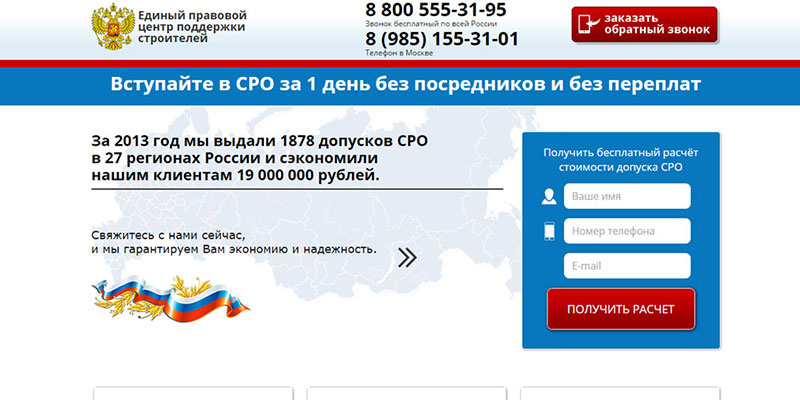 Единый правовой
центр поддержки
строителей
8 800 555-31-95
Звонок бесплатный по всей России
8 (985) 155-31-01
Телефон в Москве
заказать
обратный звонок
Вступайте в СРО за 1 день без посредников и без переплат
За 2013 год мы выдали 1878 допусков СРО
в 27 регионах России и сэкономили
нашим клиентам 19 000 000 рублей.
Свяжитесь с нами сейчас,
и мы гарантируем Вам экономию и надежность.
Получить бесплатный расчёт
стоимости допуска СРО
Ваше имя
Номер телефона
E-mail
ПОЛУЧИТЬ РАСЧЕТ